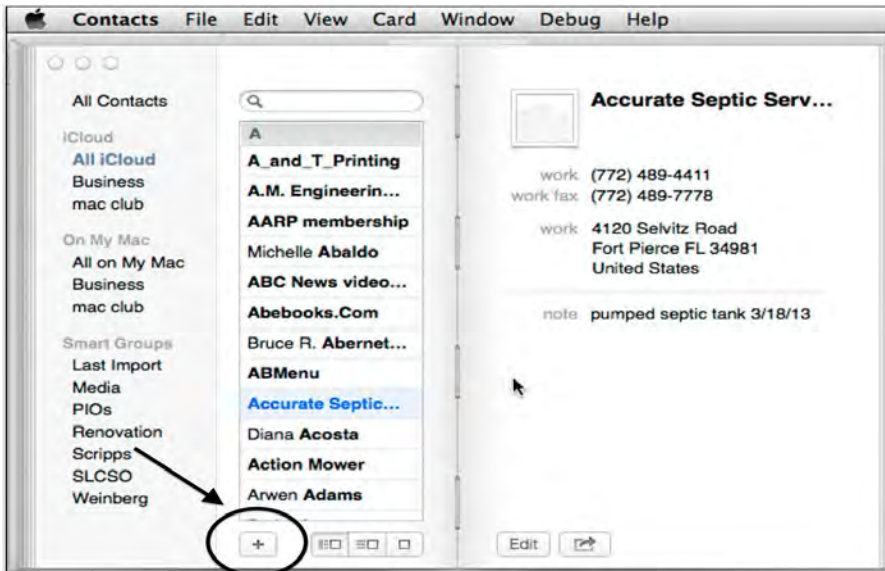 Contacts File Edit View Card Window Debug Help
All Contacts
iCloud
All iCloud
Business
mac club
On My Mac
All on My Mac
Business
mac club
Smart Groups
Last Import
Media
PIOs
Renovation
Scripps
SLCSO
Weinberg
A
A_and_T_Printing
A.M. Engineerin...
AARP membership
Michelle Abaldo
ABC News video...
Abebooks.Com
Bruce R. Abernet...
ABMenu
Accurate Septic...
Diana Acosta
Action Mower
Arwen Adams
+
Accurate Septic Serv...
work (772) 489-4411
work fax (772) 489-7778
work 4120 Selvitz Road
Fort Pierce FL 34981
United States
note pumped septic tank 3/18/13
Edit